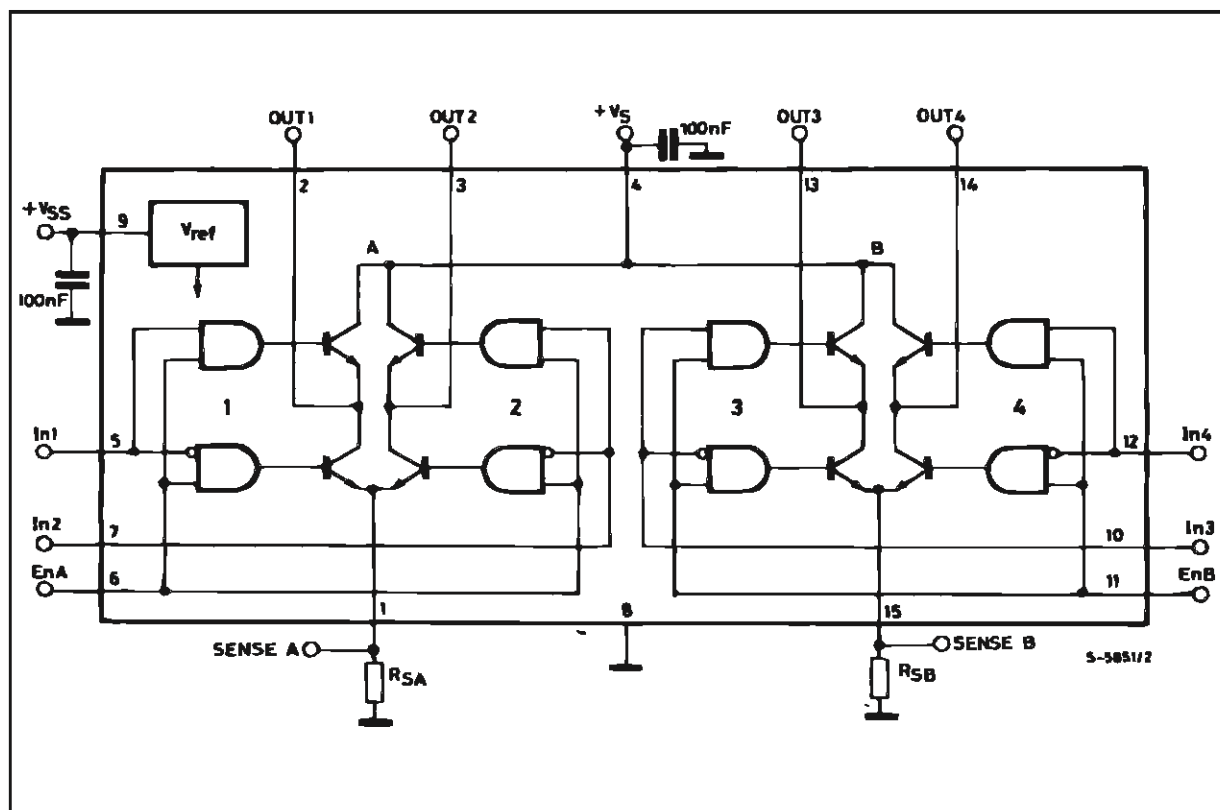 OUT1 OUT2 +VS 100nF OUT3 OUT4
2 3 4 13 14
+VSS 9 Vref A B
100nF
1 2 3 4
In1 5 12 In4
In2 7 10 In3
EnA 6 11 EnB
1 8 15
SENSE A SENSE B S-5851/2
RSA RSB